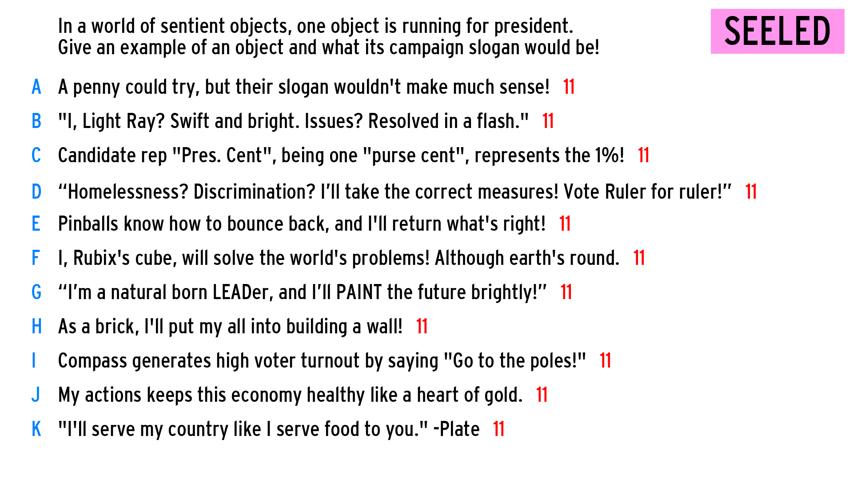 In a world of sentient objects, one object is running for president.
SEELED
Give an example of an object and what its campaign slogan would be!
A A penny could try, but their slogan wouldn't make much sense! 11
B "I, Light Ray? Swift and bright. Issues? Resolved in a flash." 11
C Candidate rep "Pres. Cent", being one "purse cent", represents the 1%! 11
D “Homelessness? Discrimination? I’ll take the correct measures! Vote Ruler for ruler!” 11
E Pinballs know how to bounce back, and I'll return what's right! 11
F I, Rubix's cube, will solve the world's problems! Although earth's round. 11
G “I’m a natural born LEADer, and I’ll PAINT the future brightly!” 11
H As a brick, I'll put my all into building a wall! 11
I Compass generates high voter turnout by saying "Go to the poles!" 11
J My actions keeps this economy healthy like a heart of gold. 11
K "I'll serve my country like I serve food to you." -Plate 11